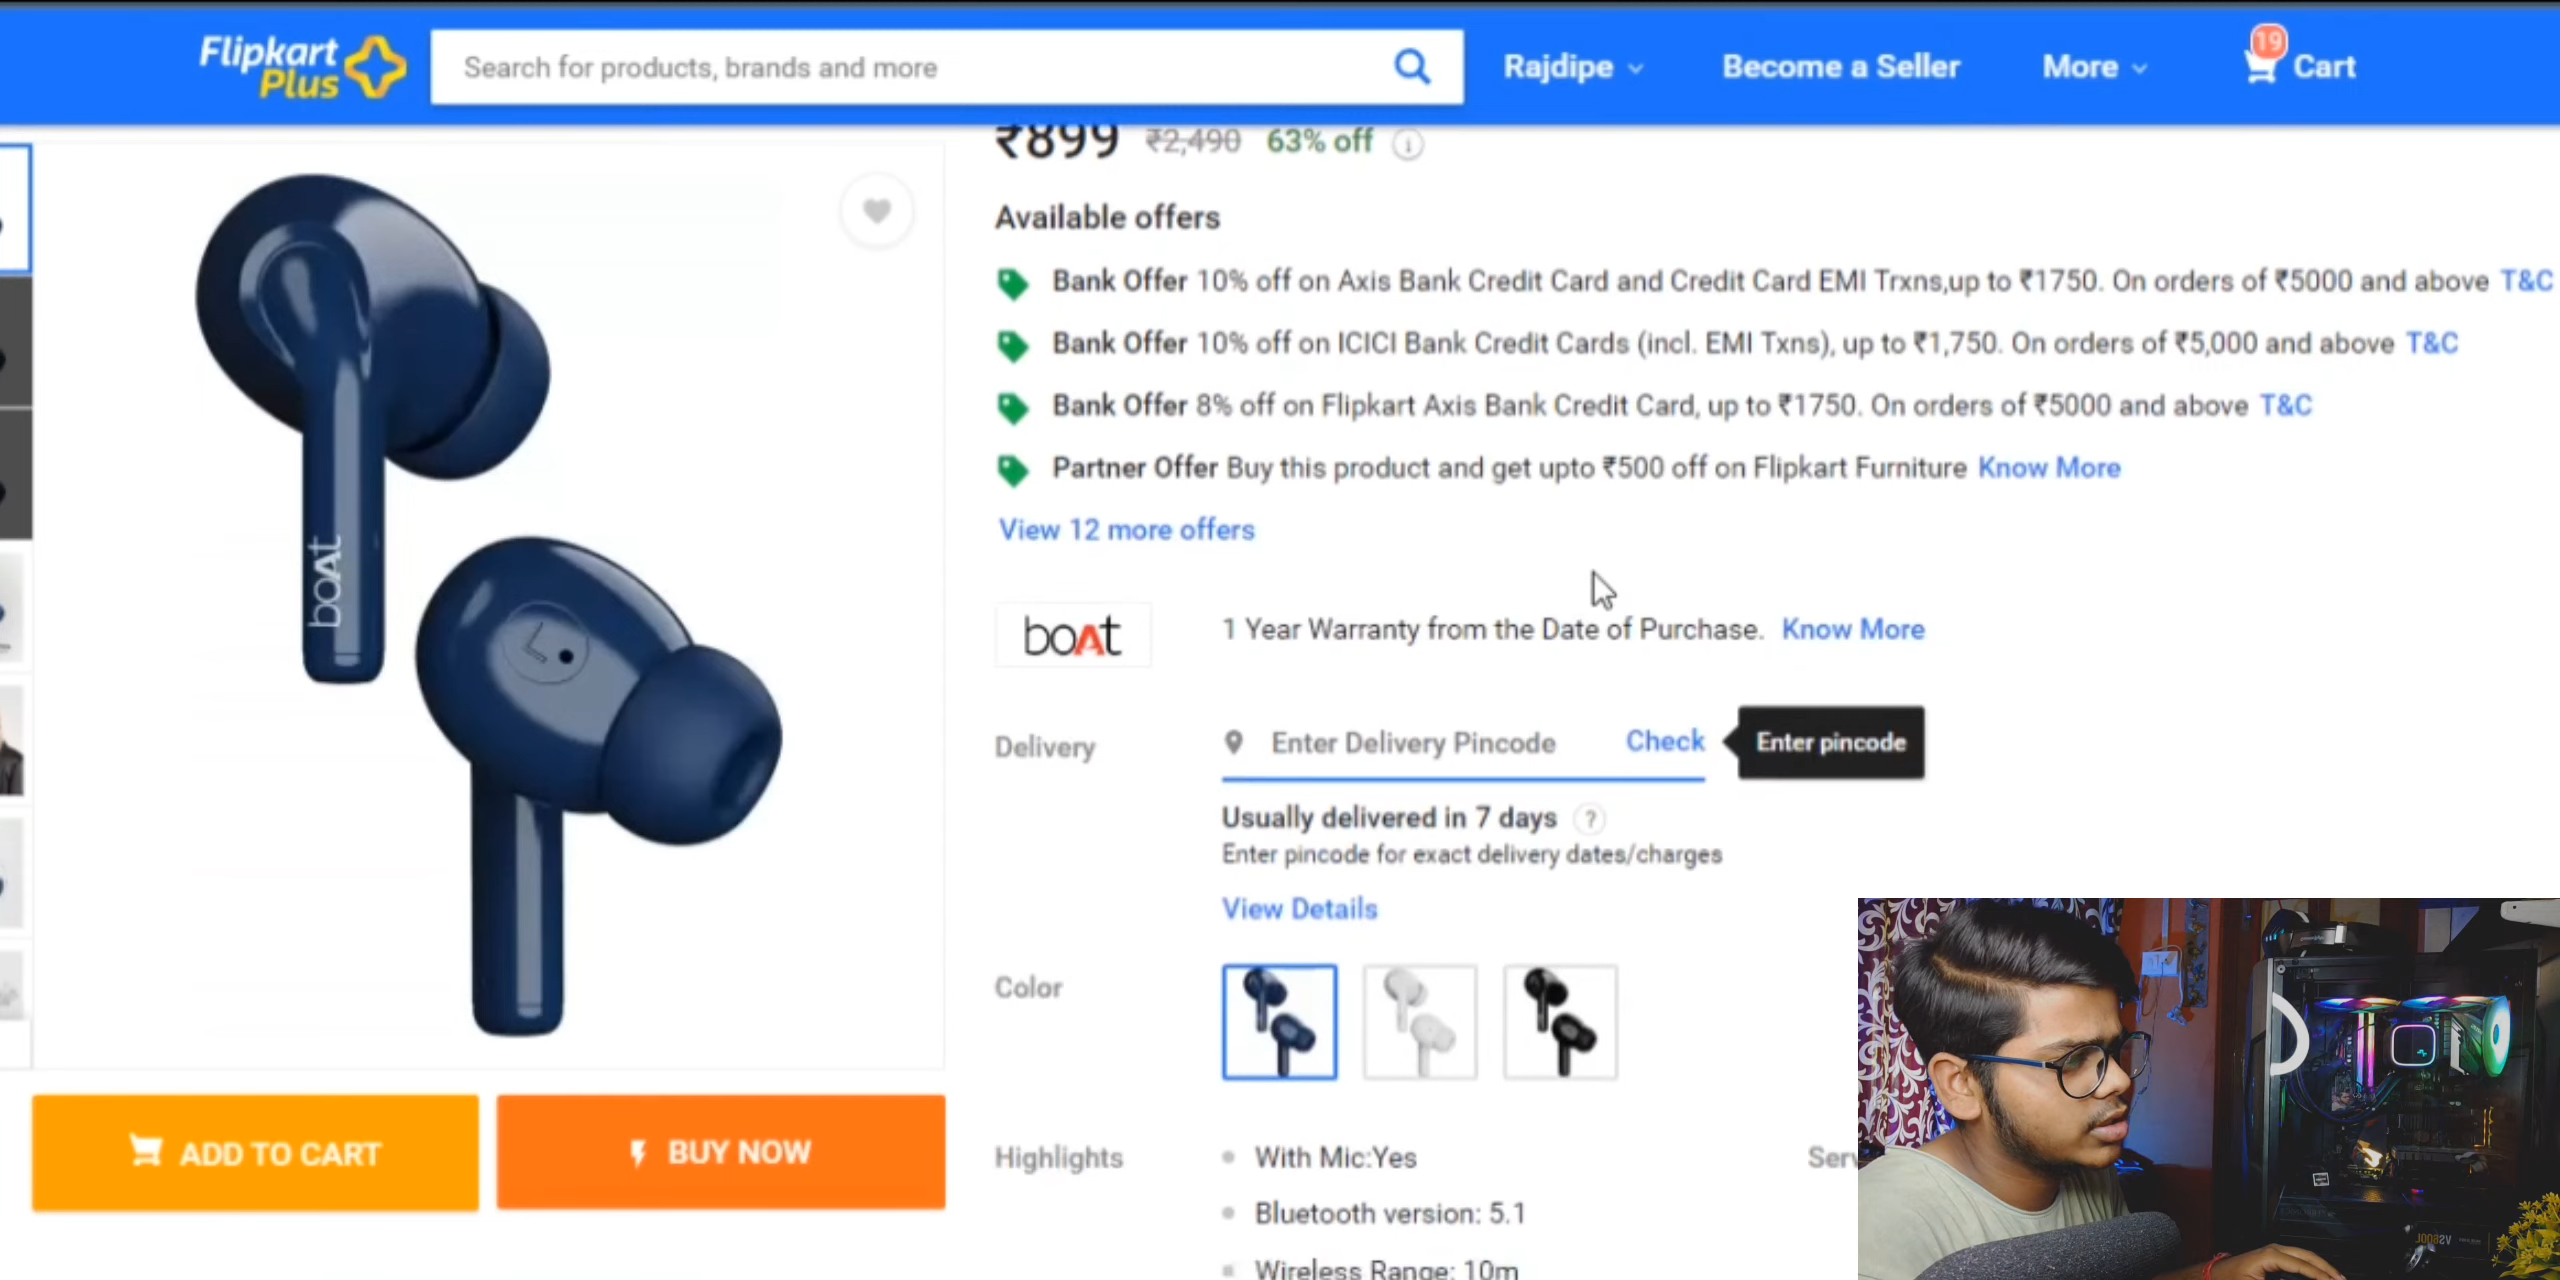 Flipkart
Plus
Search for products, brands and more
Rajdipe
Become a Seller
More
19
Cart
₹899 ₹2,490 63% off
Available offers
Bank Offer 10% off on Axis Bank Credit Card and Credit Card EMI Trxns,up to ₹1750. On orders of ₹5000 and above T&C
Bank Offer 10% off on ICICI Bank Credit Cards (incl. EMI Txns), up to ₹1,750. On orders of ₹5,000 and above T&C
Bank Offer 8% off on Flipkart Axis Bank Credit Card, up to ₹1750. On orders of ₹5000 and above T&C
Partner Offer Buy this product and get upto ₹500 off on Flipkart Furniture Know More
View 12 more offers
boAt
L
boAt
1 Year Warranty from the Date of Purchase. Know More
Delivery
Enter Delivery Pincode
Check
Enter pincode
Usually delivered in 7 days ?
Enter pincode for exact delivery dates/charges
View Details
Color
ADD TO CART
BUY NOW
Highlights
With Mic:Yes
Bluetooth version: 5.1
Wireless Range: 10m